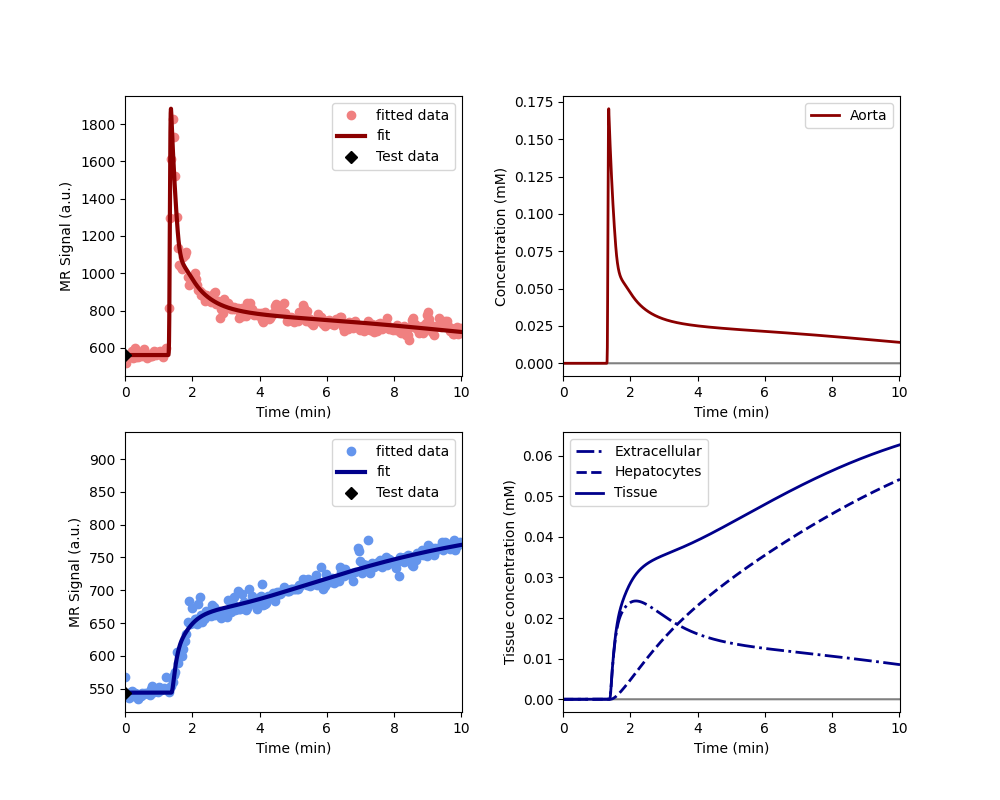 1800
1600
1400
1200
1000
800
600
MR Signal (a.u.)
fitted data
fit
Test data
0 2 4 6 8 10
Time (min)
0.175
0.150
0.125
0.100
0.075
0.050
0.025
0.000
Concentration (mM)
Aorta
0 2 4 6 8 10
Time (min)
900
850
800
750
700
650
600
550
MR Signal (a.u.)
fitted data
fit
Test data
0 2 4 6 8 10
Time (min)
0.06
0.05
0.04
0.03
0.02
0.01
0.00
Tissue concentration (mM)
Extracellular
Hepatocytes
Tissue
0 2 4 6 8 10
Time (min)